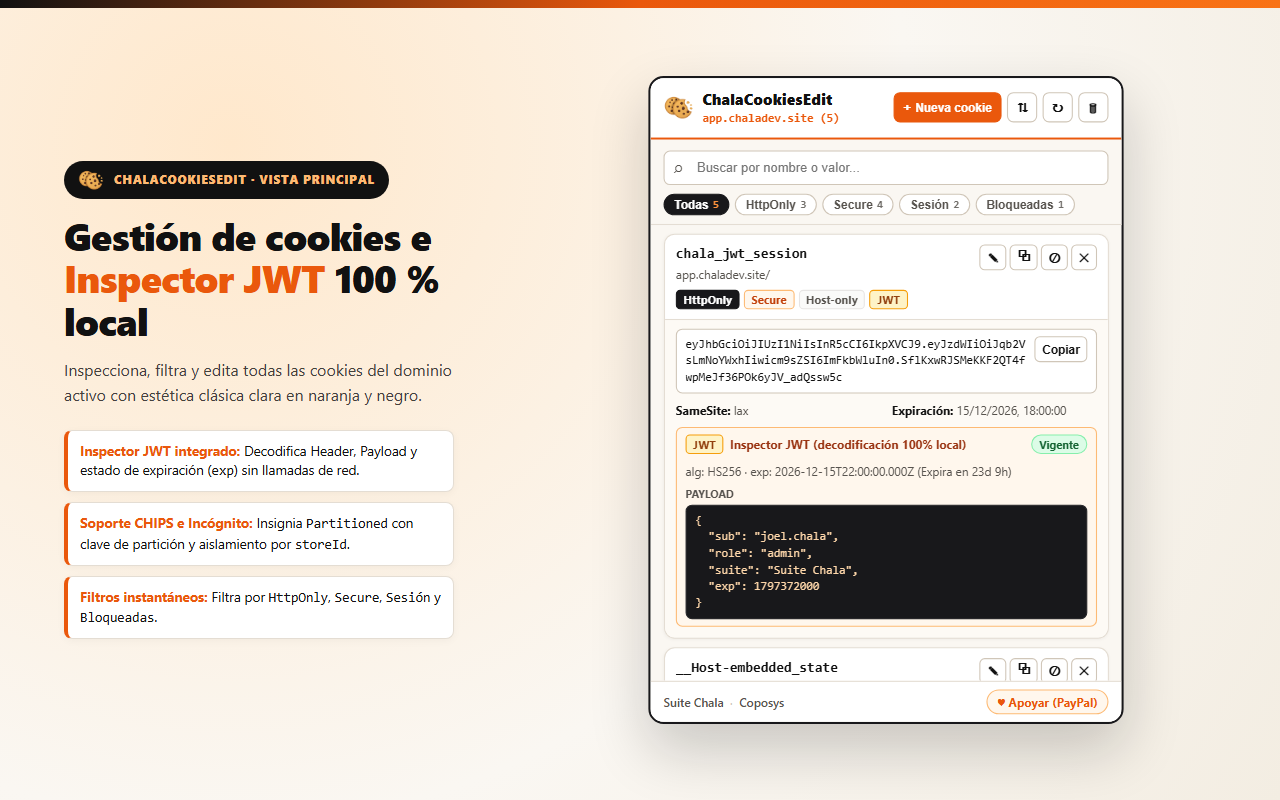 CHALACOOKIESEDIT · VISTA PRINCIPAL
Gestión de cookies e
Inspector JWT 100 %
local
Inspecciona, filtra y edita todas las cookies del dominio
activo con estética clásica clara en naranja y negro.
Inspector JWT integrado: Decodifica Header, Payload y
estado de expiración (exp) sin llamadas de red.
Soporte CHIPS e Incógnito: Insignia Partitioned con
clave de partición y aislamiento por storeId.
Filtros instantáneos: Filtra por HttpOnly, Secure, Sesión y
Bloqueadas.
ChalaCookiesEdit
app.chaladev.site (5)
+ Nueva cookie
Buscar por nombre o valor...
Todas 5 HttpOnly 3 Secure 4 Sesión 2 Bloqueadas 1
chala_jwt_session
app.chaladev.site/
HttpOnly Secure Host-only JWT
eyJhbGciOiJIUzI1NiIsInR5cCI6IkpXVCJ9.eyJzdWIiOiJqb2V
sLmNoYWxhIiwicm9sZSI6ImFkbWluIn0.SflKxwRJSMeKKF2QT4f
wpMeJf36POk6yJV_adQssw5c
Copiar
SameSite: lax Expiración: 15/12/2026, 18:00:00
JWT Inspector JWT (decodificación 100% local) Vigente
alg: HS256 · exp: 2026-12-15T22:00:00.000Z (Expira en 23d 9h)
PAYLOAD
{
"sub": "joel.chala",
"role": "admin",
"suite": "Suite Chala",
"exp": 1797372000
}
__Host-embedded_state
Suite Chala · Coposys
♥ Apoyar (PayPal)